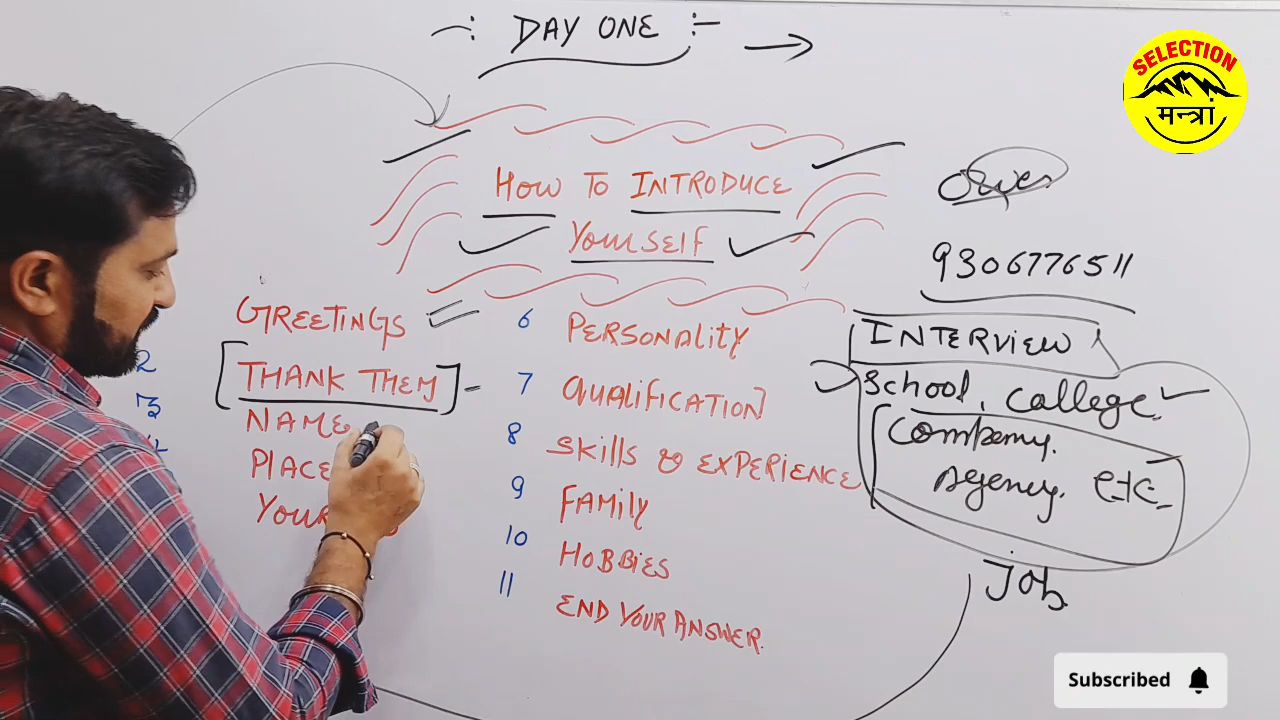 -: DAY ONE :- →
SELECTION
मन्त्रां
HOW TO INTRODUCE
YOURSELF
9306776511
GREETINGS =
2 [THANK THEM] -
3 NAME
PLACE
YOUR
6 PERSONALITY
7 QUALIFICATION
8 SKILLS & EXPERIENCE
9 FAMILY
10 HOBBIES
11 END YOUR ANSWER.
INTERVIEW
School, College.
Company.
Agency. etc.
Job
Subscribed